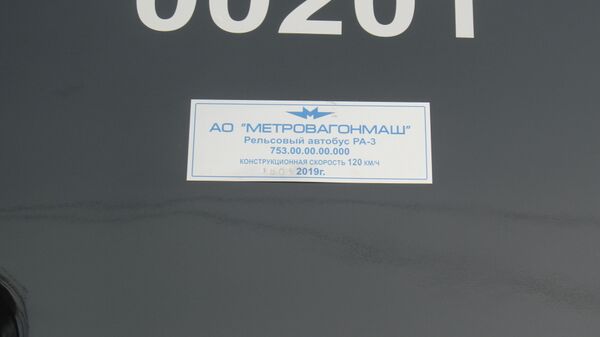 00201
АО "МЕТРОВАГОНМАШ"
Рельсовый автобус РА-3
753.00.00.00.000
КОНСТРУКЦИОННАЯ СКОРОСТЬ 120 КМ/Ч
2019г.